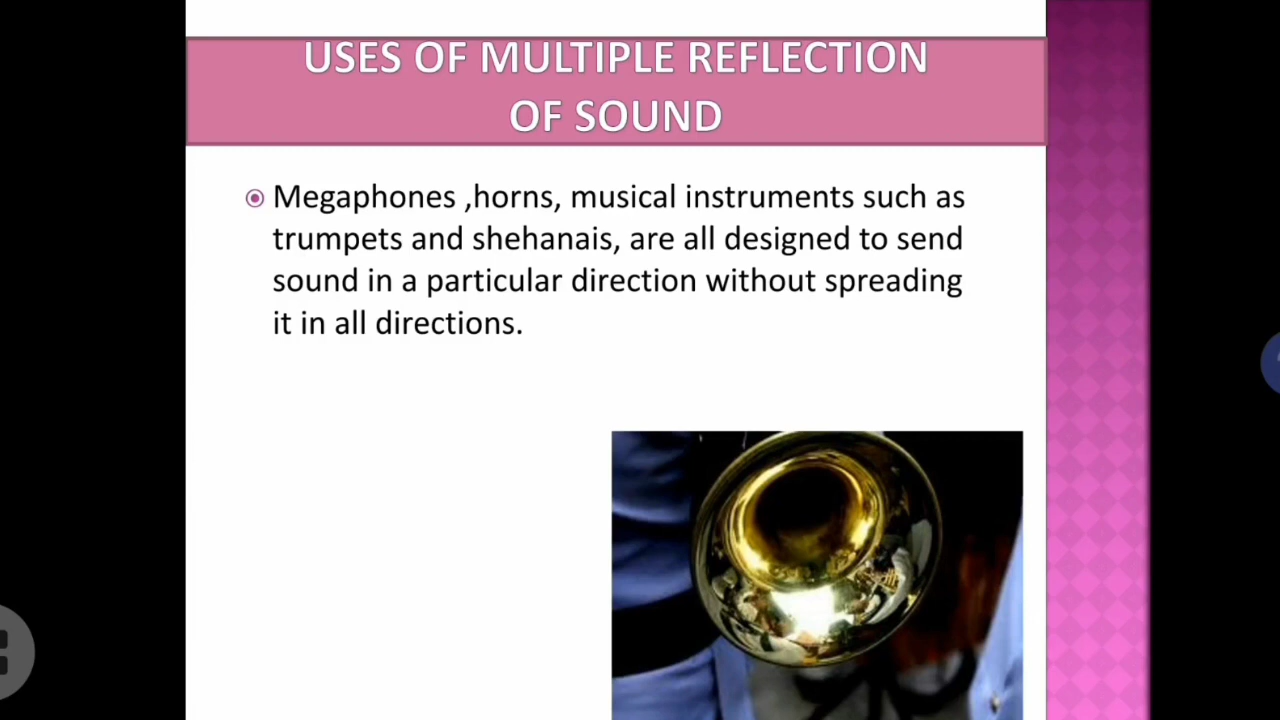 USES OF MULTIPLE REFLECTION
OF SOUND
Megaphones ,horns, musical instruments such as
trumpets and shehanais, are all designed to send
sound in a particular direction without spreading
it in all directions.